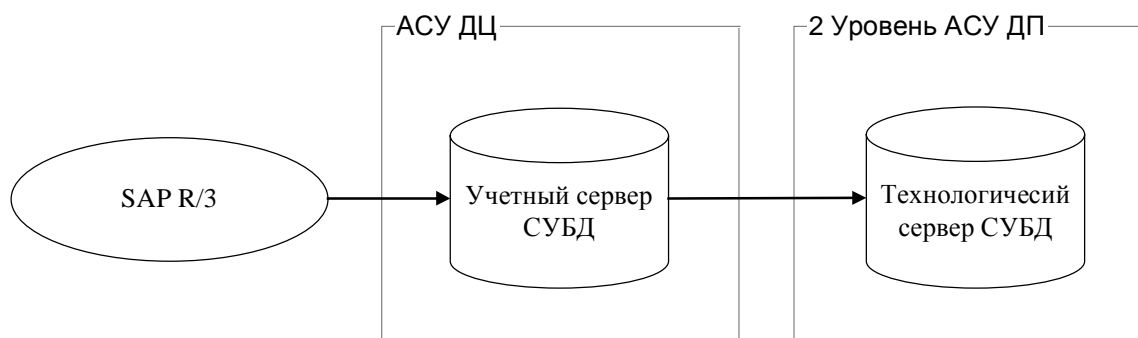 АСУ ДЦ
2 Уровень АСУ ДП
SAP R/3
Учетный сервер
СУБД
Технологичесий
сервер СУБД